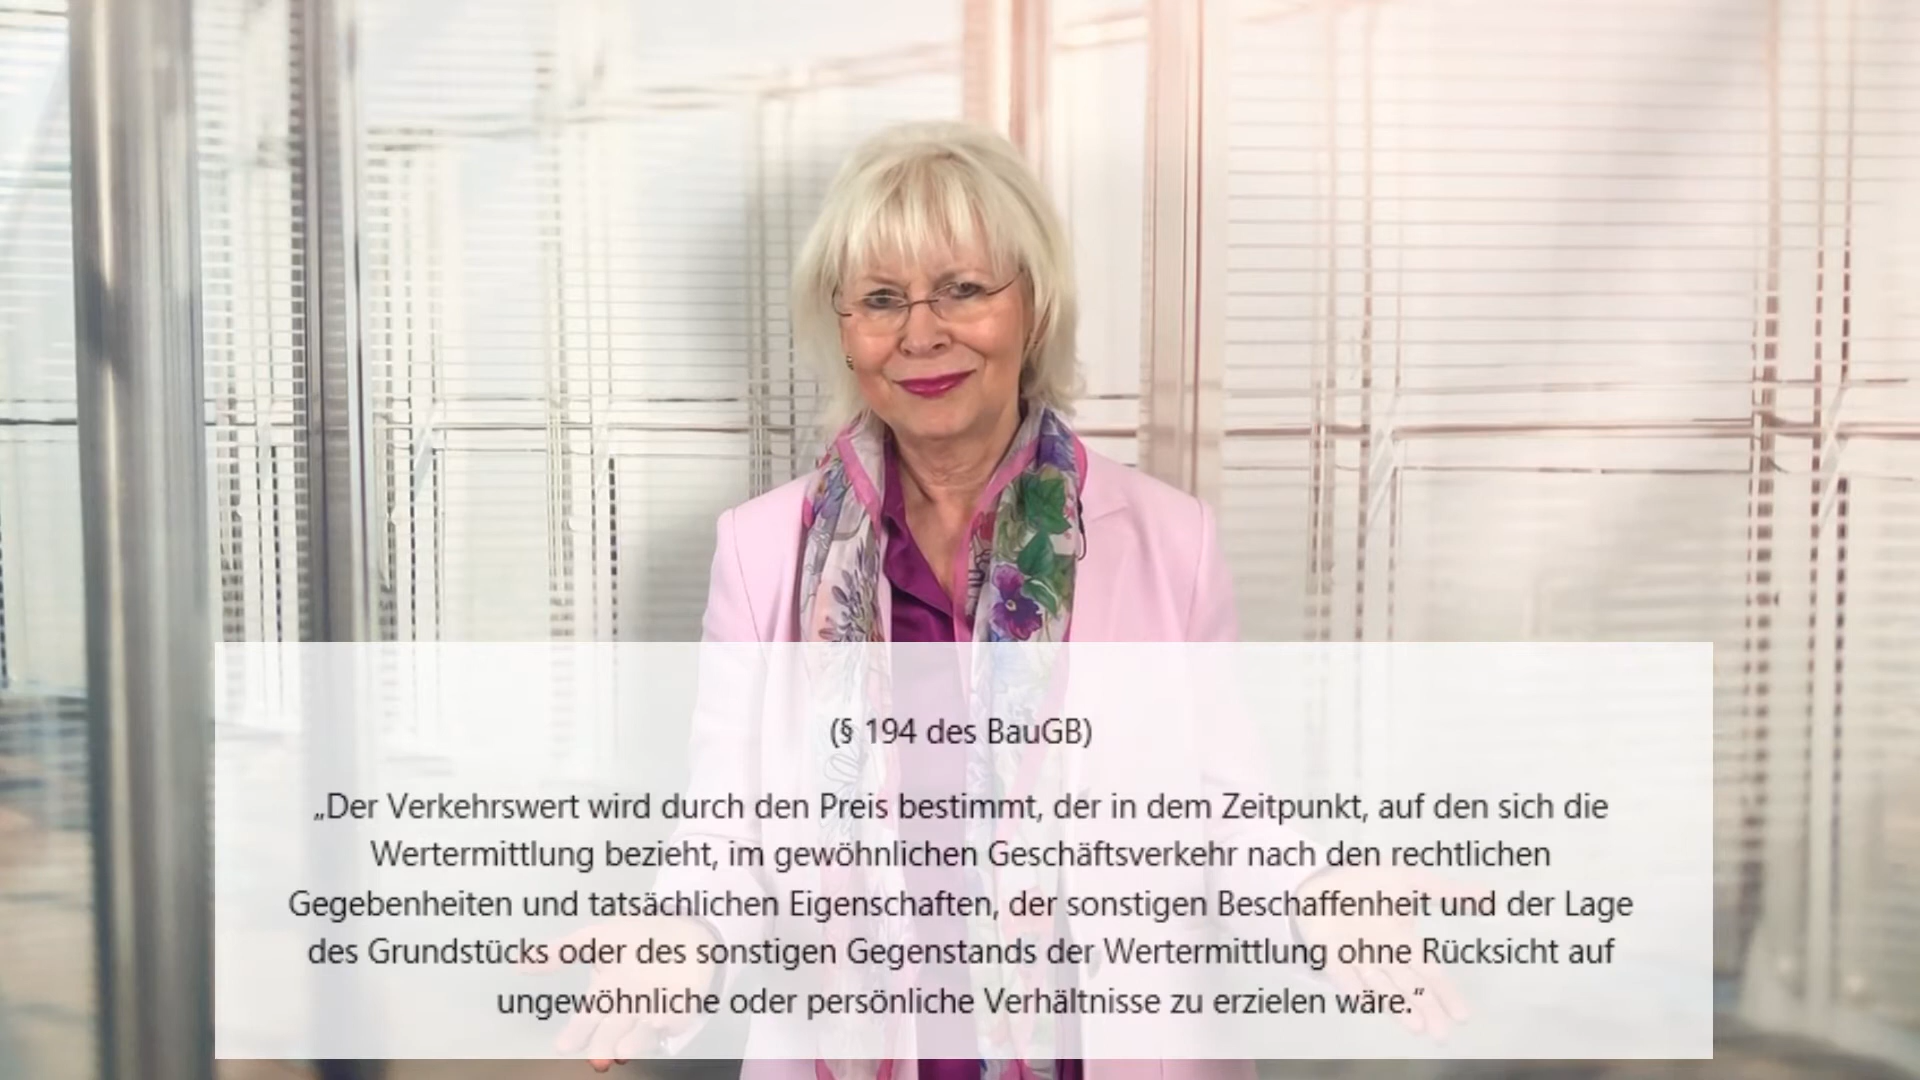 (§ 194 des BauGB)
„Der Verkehrswert wird durch den Preis bestimmt, der in dem Zeitpunkt, auf den sich die
Wertermittlung bezieht, im gewöhnlichen Geschäftsverkehr nach den rechtlichen
Gegebenheiten und tatsächlichen Eigenschaften, der sonstigen Beschaffenheit und der Lage
des Grundstücks oder des sonstigen Gegenstands der Wertermittlung ohne Rücksicht auf
ungewöhnliche oder persönliche Verhältnisse zu erzielen wäre.“